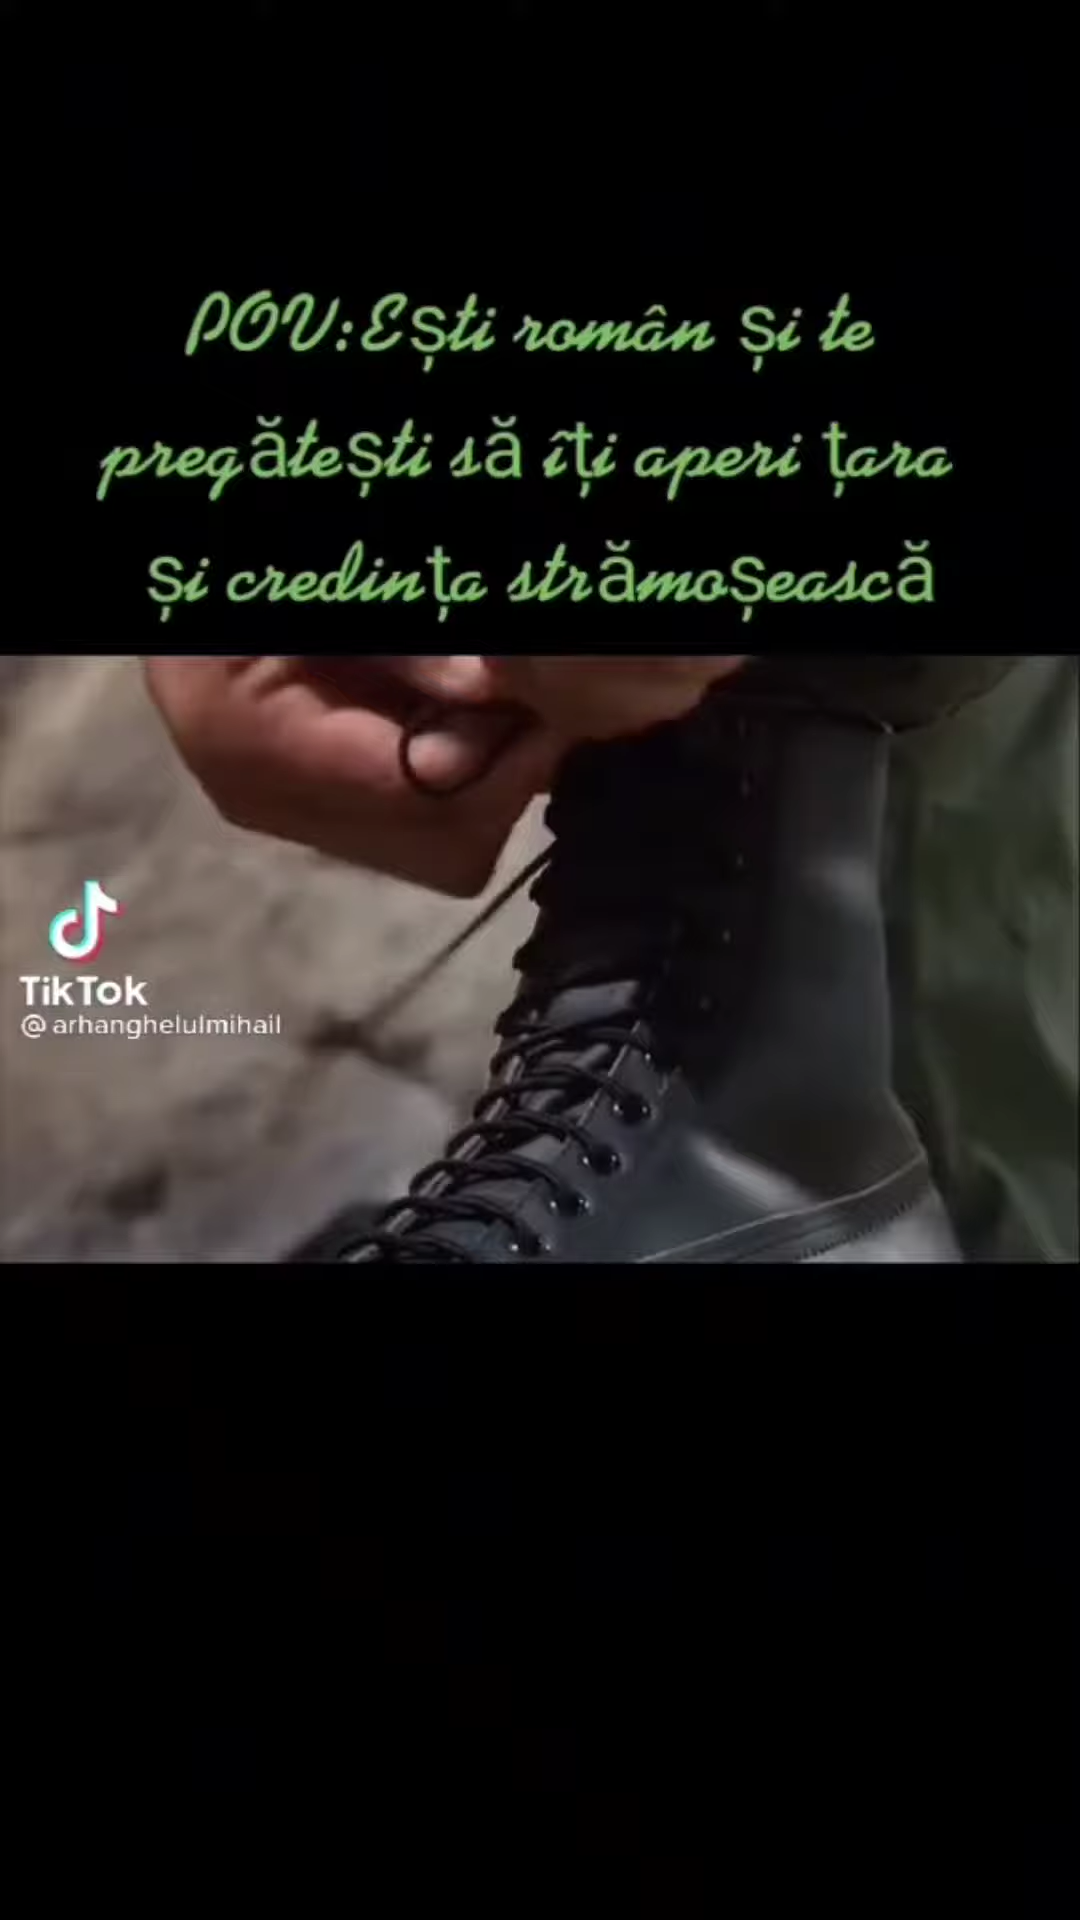 POV:Ești român și te
pregătești să îți aperi țara
și credința strămoșească
TikTok
@arhanghelulmihail